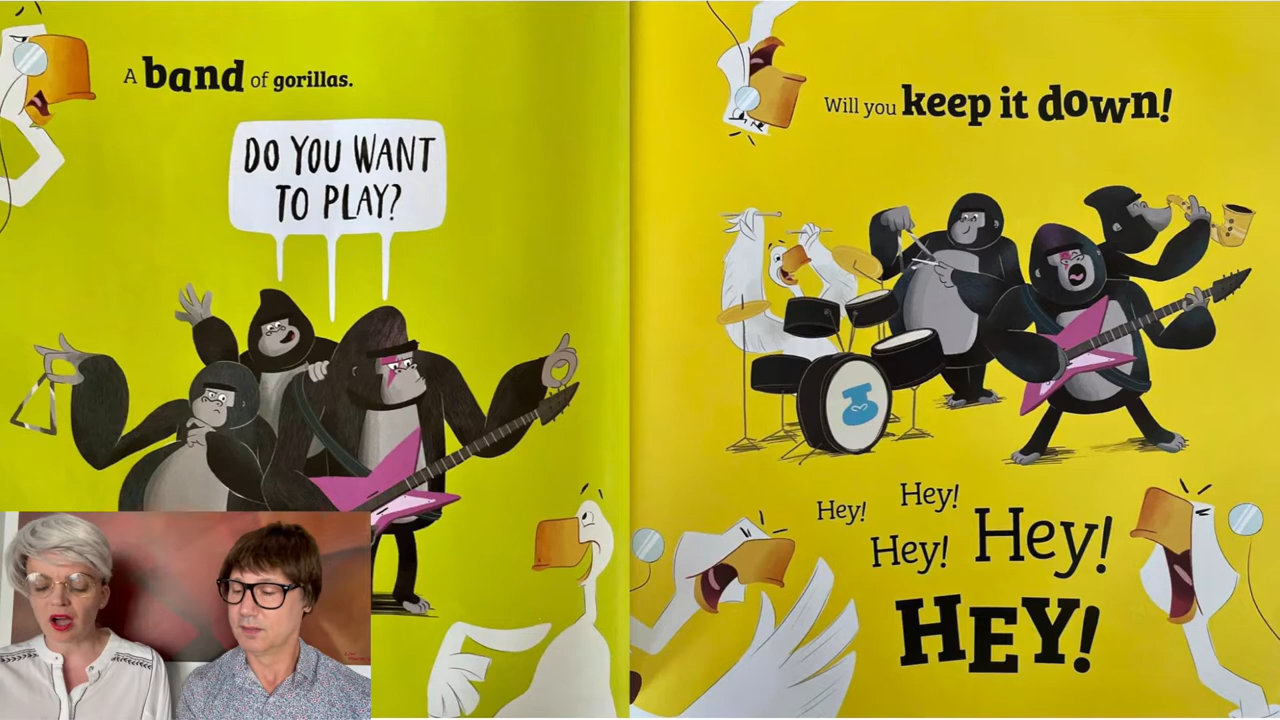 A band of gorillas.
DO YOU WANT
TO PLAY?
Will you keep it down!
Hey! Hey!
Hey! Hey!
HEY!